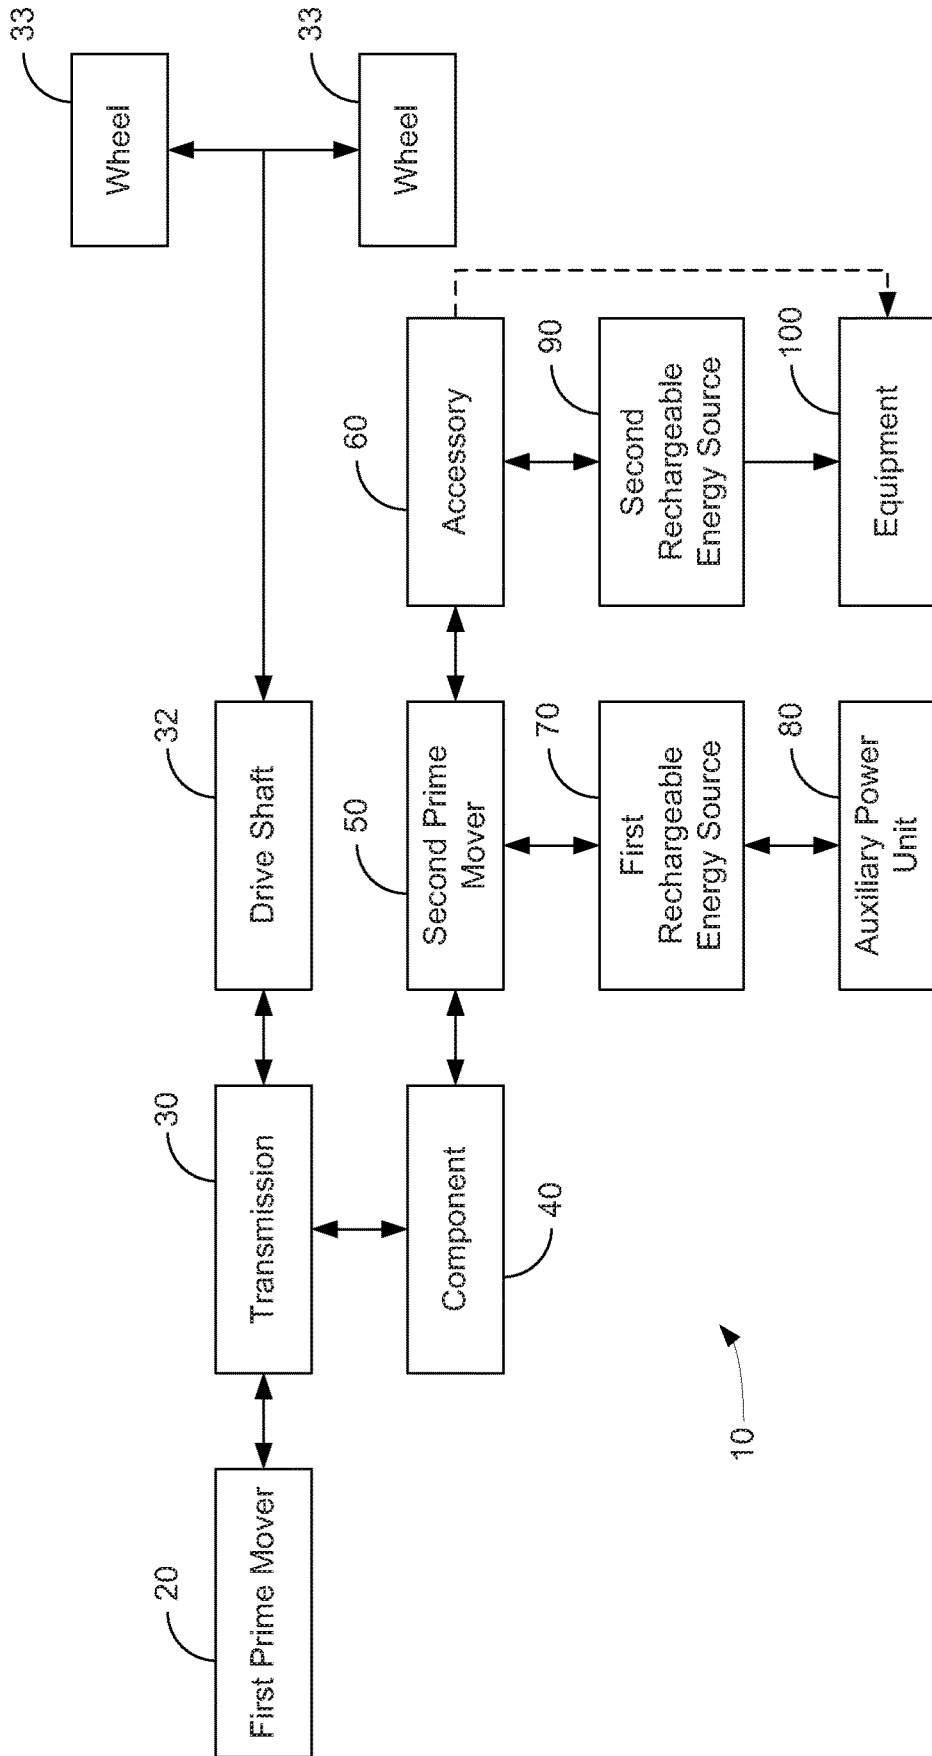 33
Wheel
33
Wheel
20
First Prime Mover
30
Transmission
32
Drive Shaft
40
Component
50
Second Prime
Mover
60
Accessory
70
First
Rechargeable
Energy Source
90
Second
Rechargeable
Energy Source
80
Auxiliary Power
Unit
100
Equipment
10